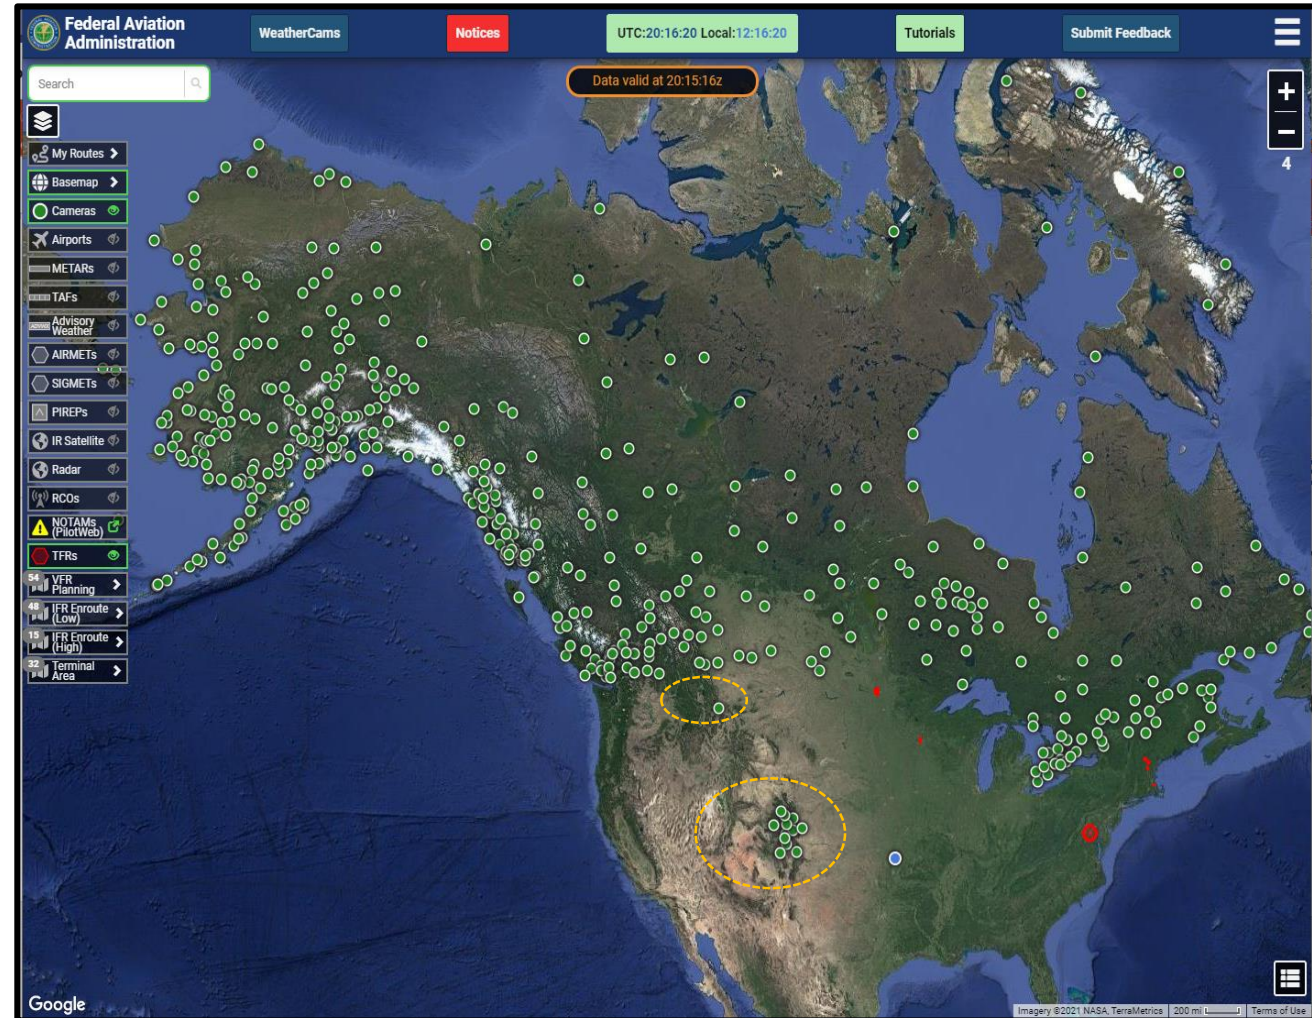 Federal Aviation
Administration
WeatherCams
Notices
UTC:20:16:20 Local:12:16:20
Tutorials
Submit Feedback
Search
Data valid at 20:15:16z
4
My Routes
Basemap
Cameras
Airports
METARs
TAFs
Advisory
Weather
AIRMETs
SIGMETs
PIREPs
IR Satellite
Radar
RCOs
NOTAMs
(PilotWeb)
TFRs
54
VFR
Planning
48
IFR Enroute
(Low)
15
IFR Enroute
(High)
32
Terminal
Area
Google
Imagery ©2021 NASA, TerraMetrics 200 mi Terms of Use